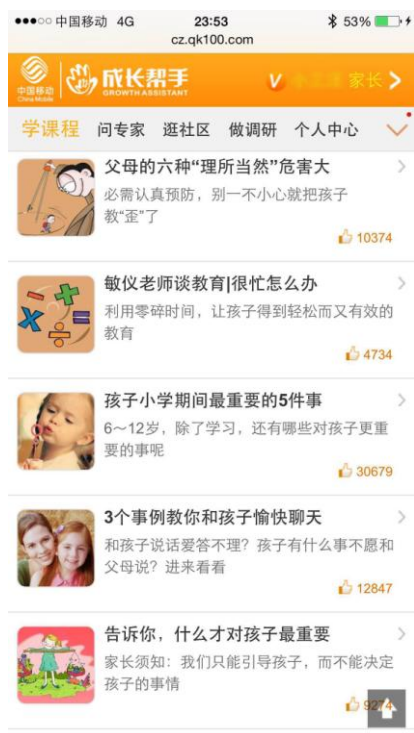 中国移动 4G 23:53 53%
cz.qk100.com
中国移动 成长帮手
China Mobile GROWTH ASSISTANT
V 家长 >
学课程 问专家 逛社区 做调研 个人中心
父母的六种“理所当然”危害大
必需认真预防，别一不小心就把孩子
教“歪”了
10374
敏仪老师谈教育|很忙怎么办
利用零碎时间，让孩子得到轻松而又有效的
教育
4734
孩子小学期间最重要的5件事
6～12岁，除了学习，还有哪些对孩子更重
要的事呢
30679
3个事例教你和孩子愉快聊天
和孩子说话爱答不理？孩子有什么事不愿和
父母说？进来看看
12847
告诉你，什么才对孩子最重要
家长须知：我们只能引导孩子，而不能决定
孩子的事情
9274